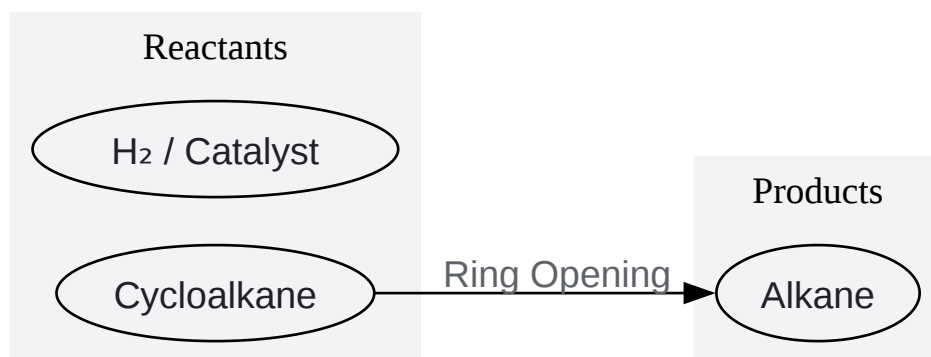 Reactants
H₂ / Catalyst
Cycloalkane
Ring Opening
Products
Alkane